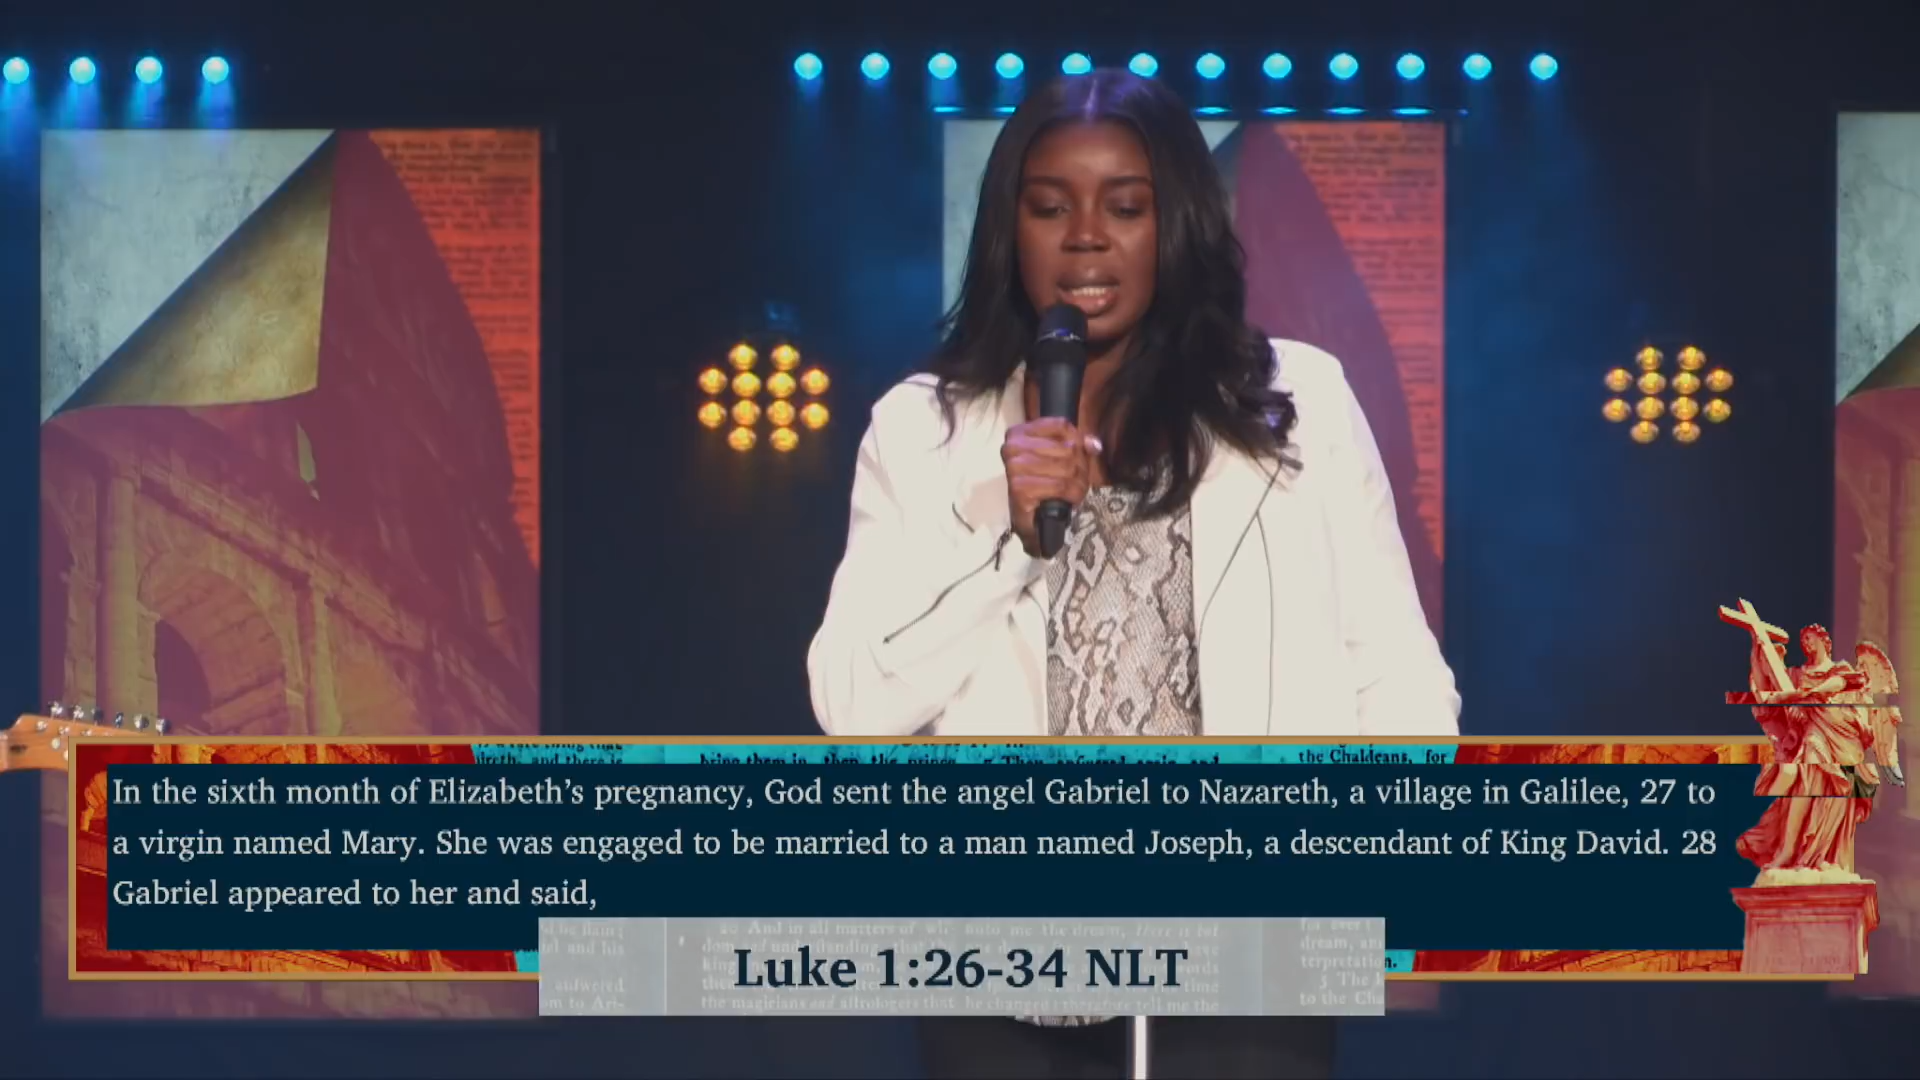 In the sixth month of Elizabeth's pregnancy, God sent the angel Gabriel to Nazareth, a village in Galilee, 27 to
a virgin named Mary. She was engaged to be married to a man named Joseph, a descendant of King David. 28
Gabriel appeared to her and said,
Luke 1:26-34 NLT